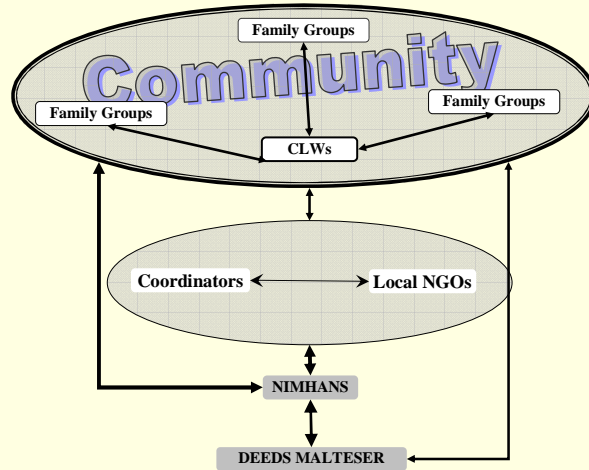 Family Groups
Community
Family Groups
Family Groups
CLWs
Coordinators
Local NGOs
NIMHANS
DEEDS MALTESER